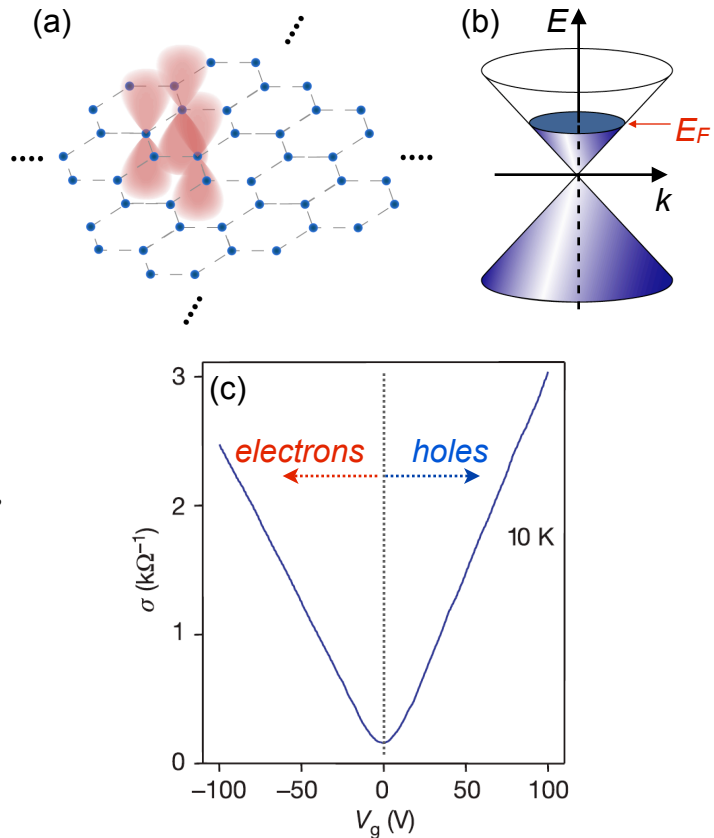 (a)
(b)
E
E_F
k
(c)
3
2
1
0
σ (kΩ⁻¹)
electrons
holes
10 K
−100
−50
0
50
100
V_g (V)